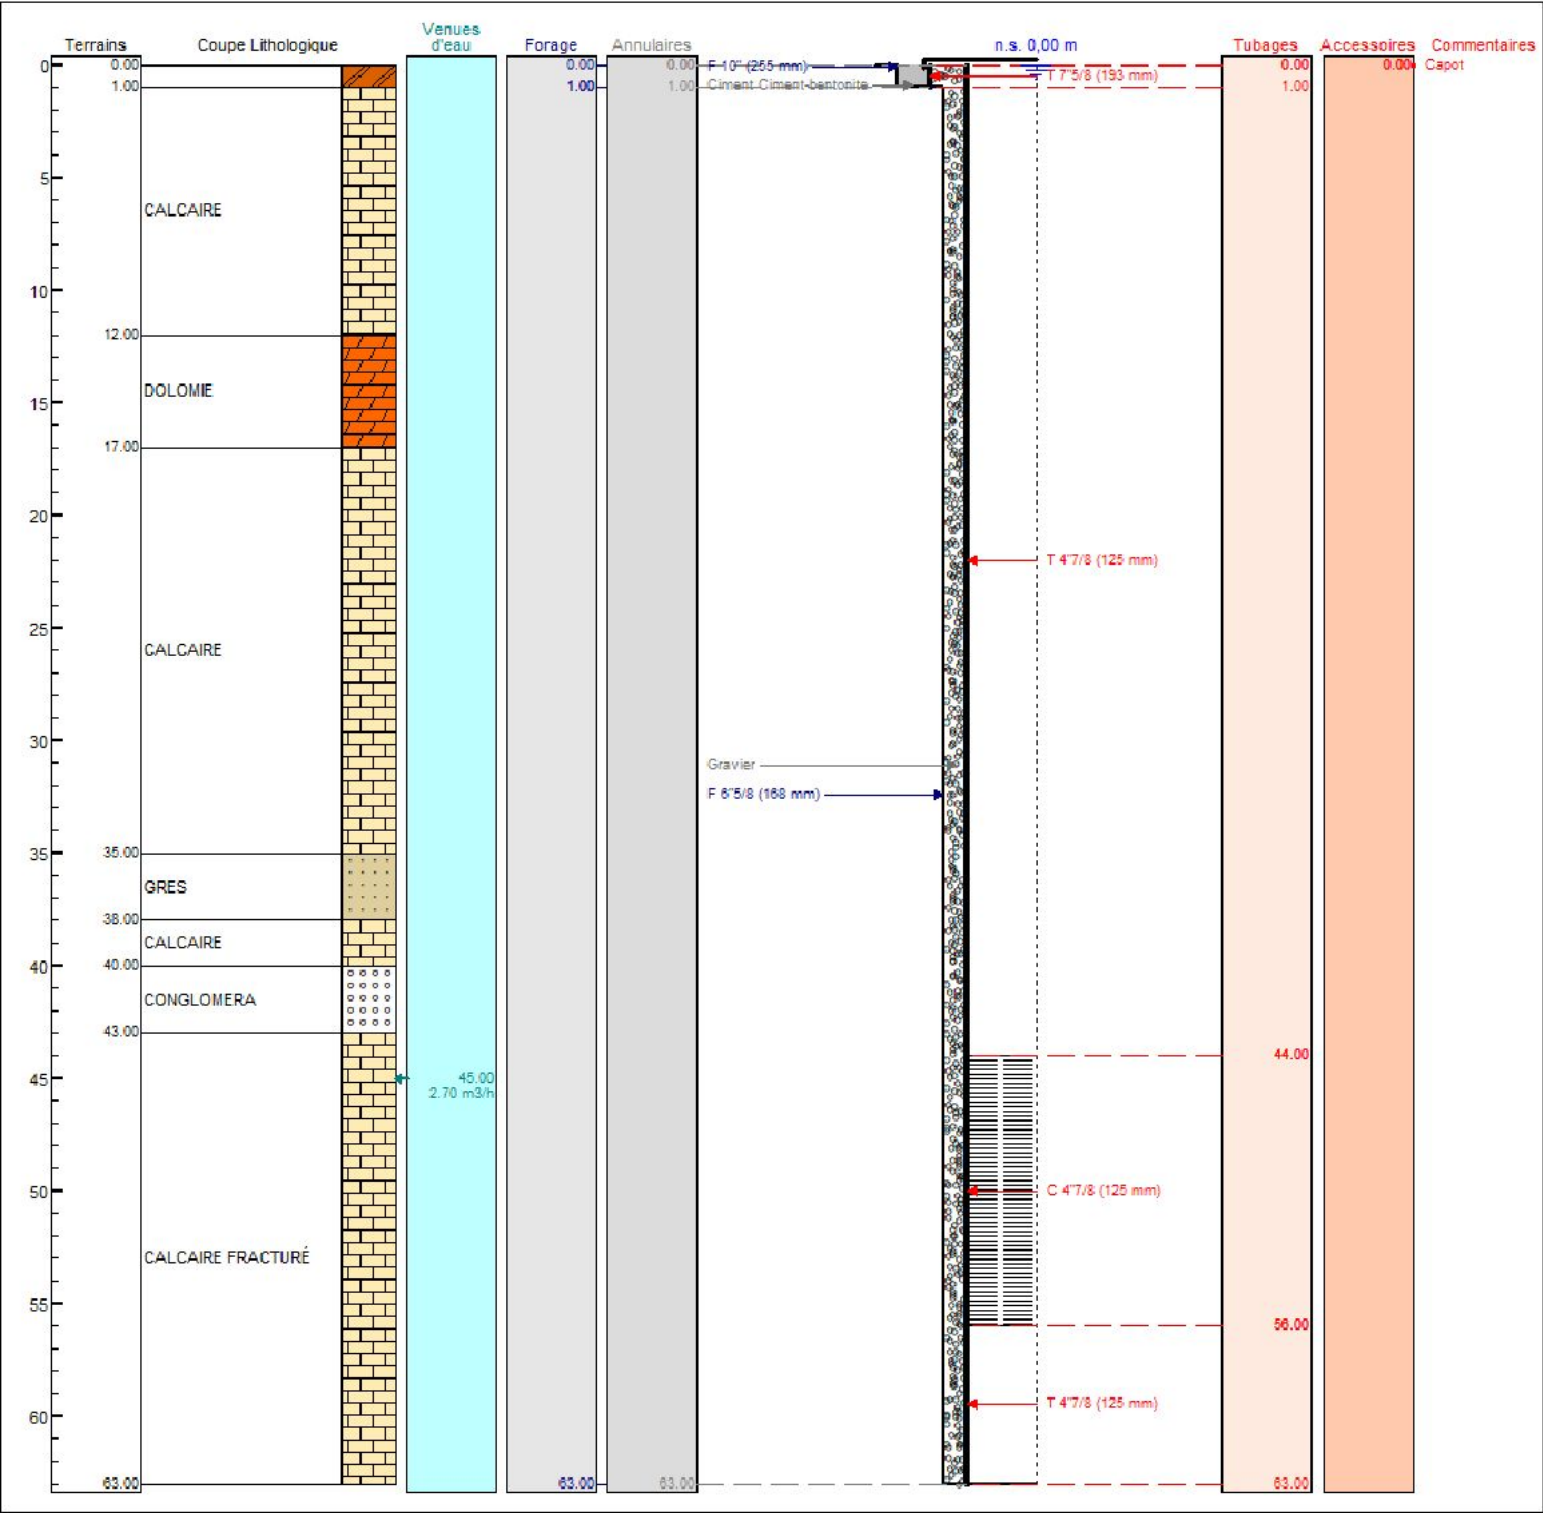 Terrains
Coupe Lithologique
Venues
d'eau
Forage
Annulaires
n.s. 0,00 m
Tubages
Accessoires
Commentaires
0
0.00
0.00
0.00
F 10" (255 mm)
0.00
0.00
Capot
T 7"5/8 (193 mm)
1.00
1.00
1.00
Ciment Ciment-bentonite
1.00
5
CALCAIRE
10
12.00
DOLOMIE
15
17.00
20
T 4"7/8 (125 mm)
25
CALCAIRE
30
Gravier
F 6"5/8 (168 mm)
35
35.00
GRES
38.00
CALCAIRE
40
40.00
CONGLOMERA
43.00
44.00
45
45.00
2.70 m3/h
50
C 4"7/8 (125 mm)
CALCAIRE FRACTURÉ
55
56.00
60
T 4"7/8 (125 mm)
63.00
63.00
63.00
63.00